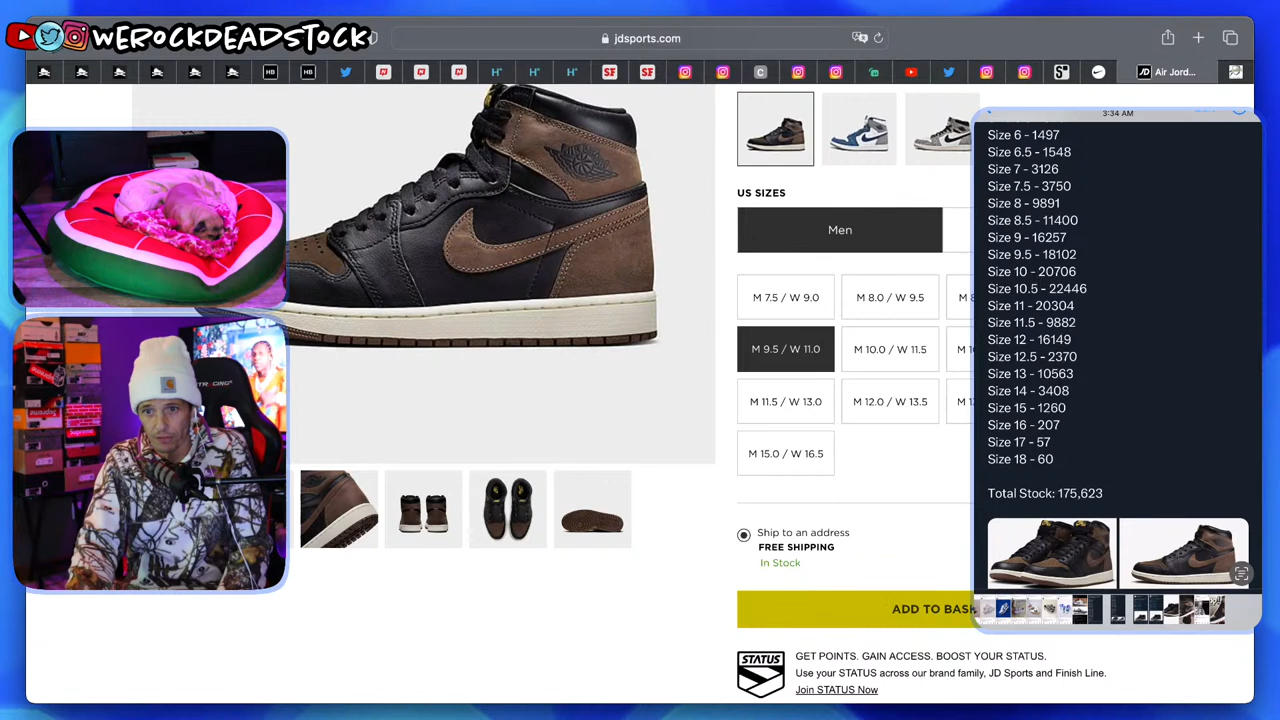 WEROCKDEADSTOCK
jdsports.com
HB
HB
SF
SF
C
Air Jord...
US SIZES
Men
M 7.5 / W 9.0
M 8.0 / W 9.5
M 9.5 / W 11.0
M 10.0 / W 11.5
M 11.5 / W 13.0
M 12.0 / W 13.5
M 15.0 / W 16.5
Ship to an address
FREE SHIPPING
In Stock
ADD TO BASK
STATUS
GET POINTS. GAIN ACCESS. BOOST YOUR STATUS.
Use your STATUS across our brand family, JD Sports and Finish Line.
Join STATUS Now
3:34 AM
Size 6 - 1497
Size 6.5 - 1548
Size 7 - 3126
Size 7.5 - 3750
Size 8 - 9891
Size 8.5 - 11400
Size 9 - 16257
Size 9.5 - 18102
Size 10 - 20706
Size 10.5 - 22446
Size 11 - 20304
Size 11.5 - 9882
Size 12 - 16149
Size 12.5 - 2370
Size 13 - 10563
Size 14 - 3408
Size 15 - 1260
Size 16 - 207
Size 17 - 57
Size 18 - 60
Total Stock: 175,623
Supreme